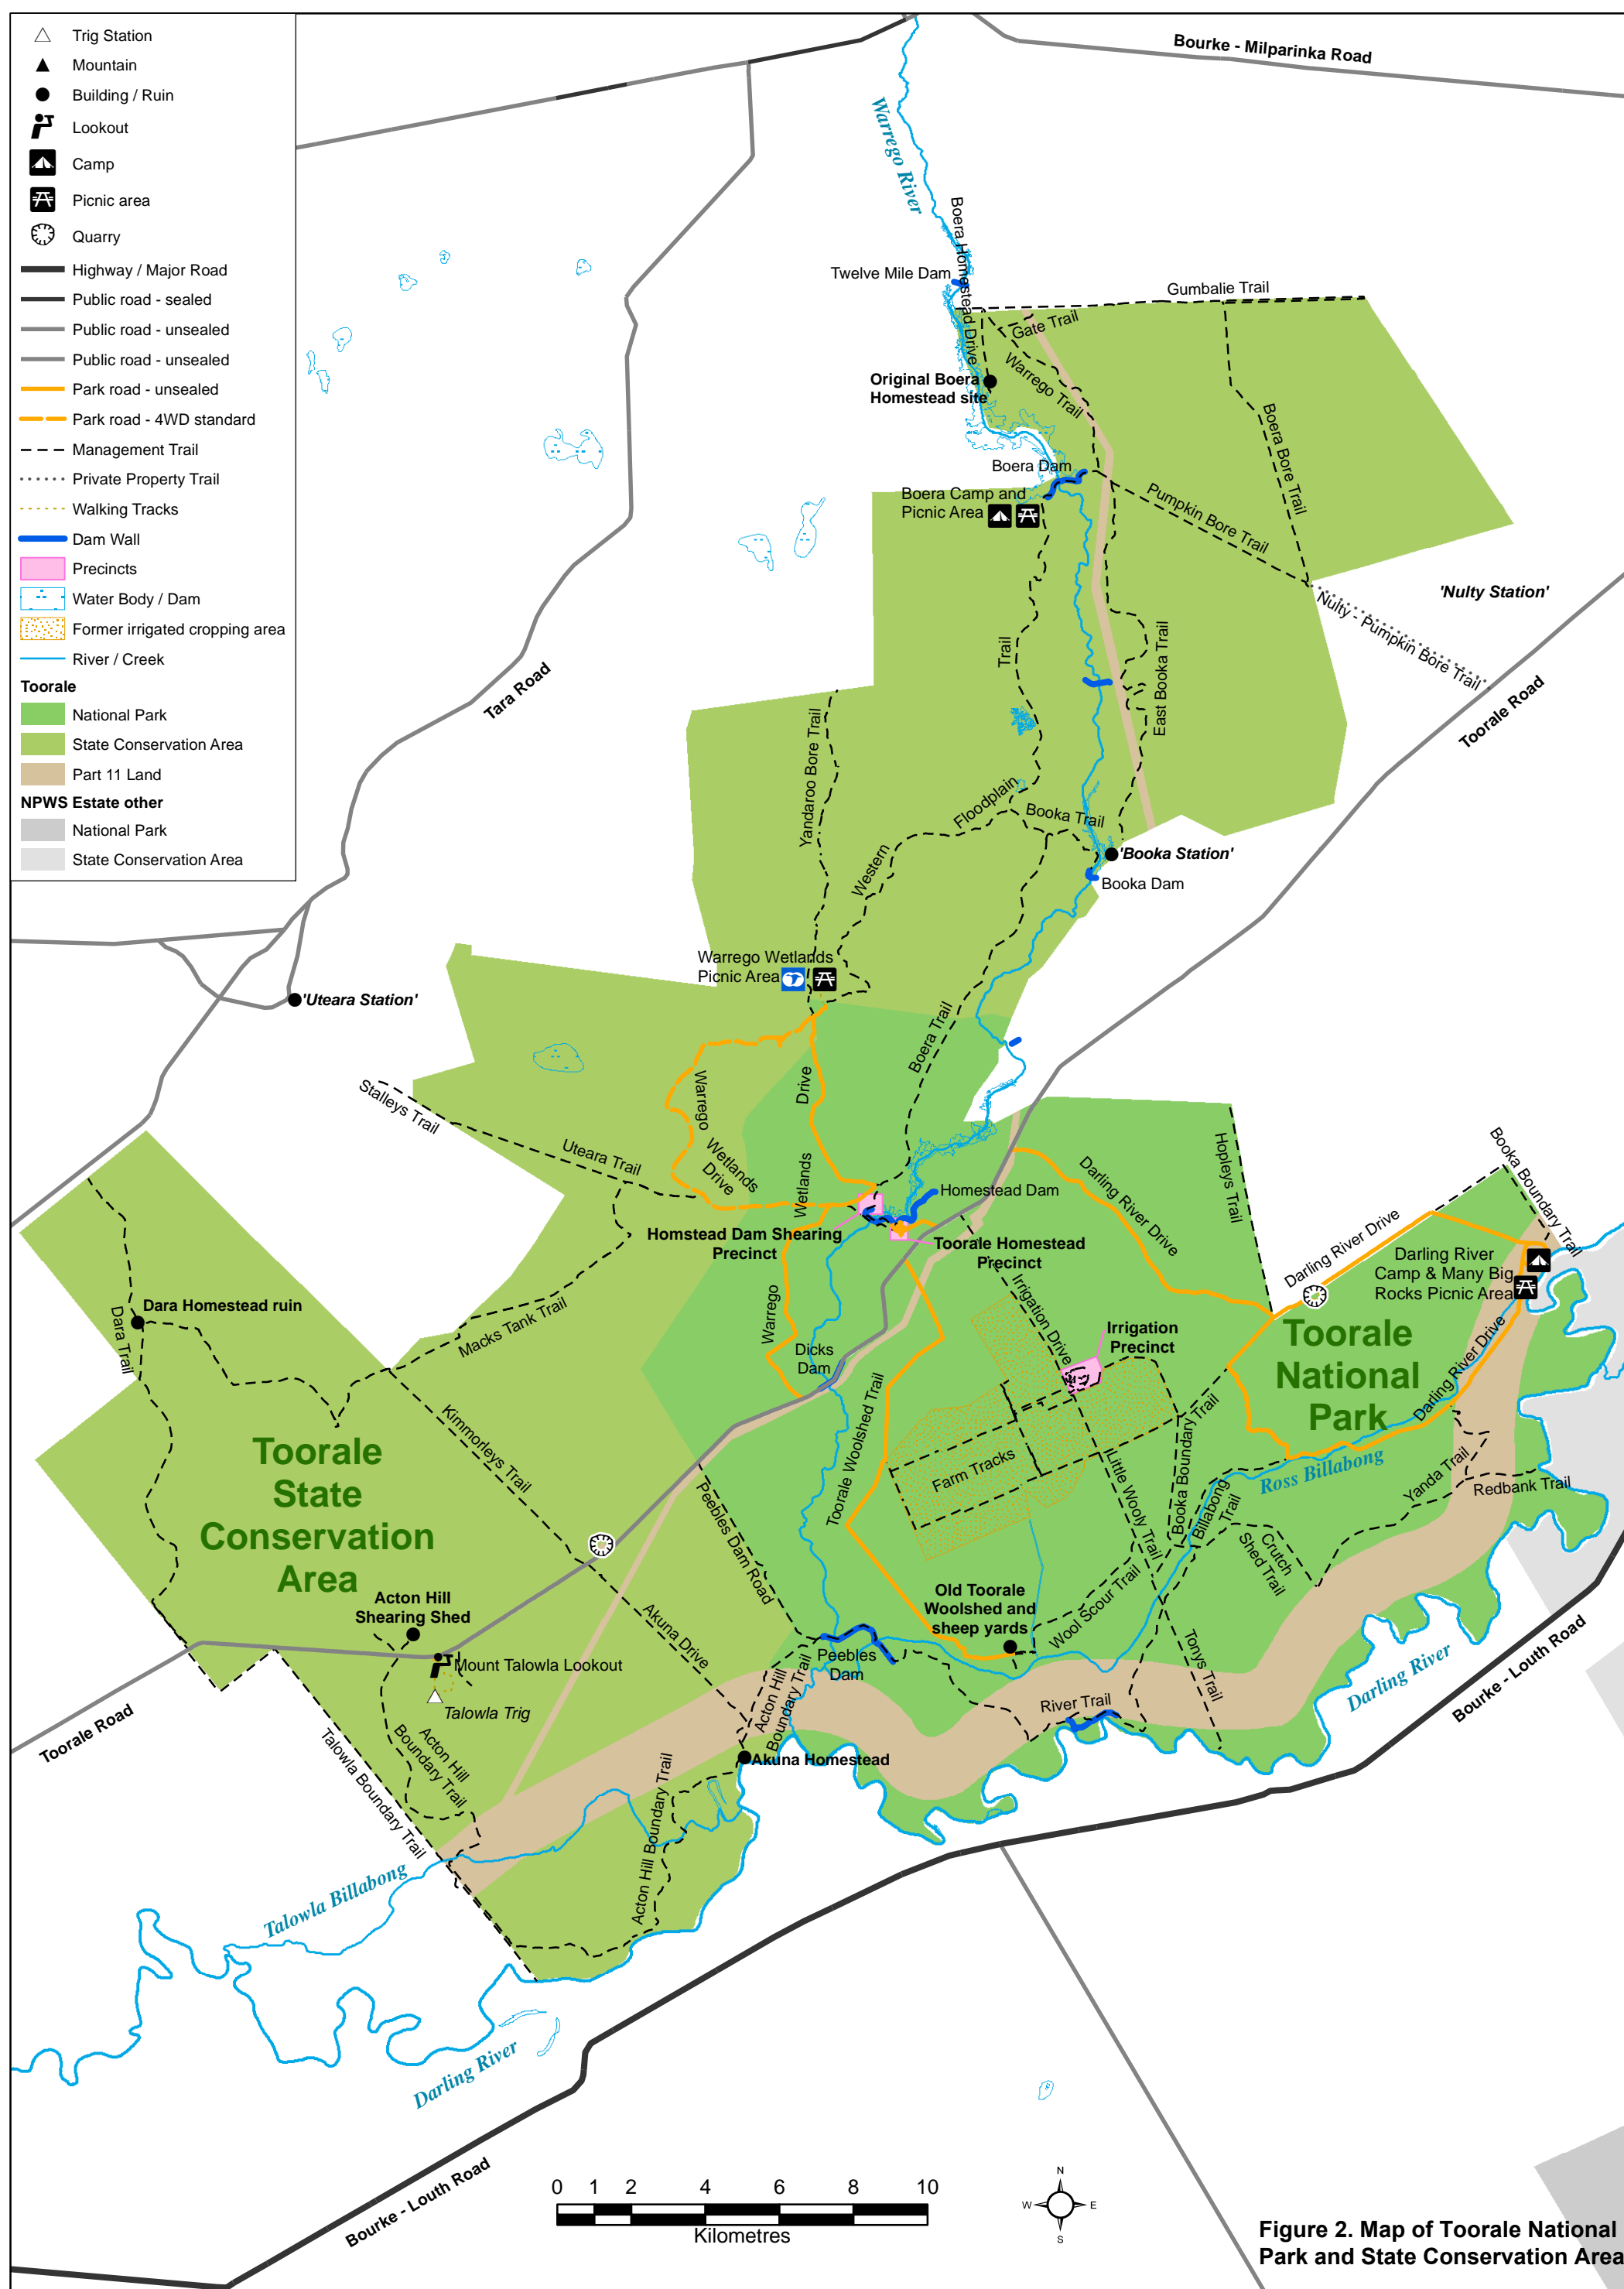 Trig Station
Mountain
Building / Ruin
Lookout
Camp
Picnic area
Quarry
Highway / Major Road
Public road - sealed
Public road - unsealed
Public road - unsealed
Park road - unsealed
Park road - 4WD standard
Management Trail
Private Property Trail
Walking Tracks
Dam Wall
Precincts
Water Body / Dam
Former irrigated cropping area
River / Creek
Toorale
National Park
State Conservation Area
Part 11 Land
NPWS Estate other
National Park
State Conservation Area
Bourke - Milparinka Road
Warrego River
Boera Homestead Drive
Twelve Mile Dam
Gumbalie Trail
Gate Trail
Warrego Trail
Original Boera
Homestead site
Boera Bore Trail
Boera Dam
Boera Camp and
Picnic Area
Pumpkin Bore Trail
'Nulty Station'
Nulty - Pumpkin Bore Trail
Trail
East Booka Trail
Tara Road
Toorale Road
Yandaroo Bore Trail
Floodplain
Booka Trail
Western
'Booka Station'
Booka Dam
Warrego Wetlands
Picnic Area
'Uteara Station'
Boera Trail
Drive
Warrego
Wetlands
Drive
Stalleys Trail
Uteara Trail
Wetlands
Hopleys Trail
Booka Boundary Trail
Darling River Drive
Homestead Dam
Homstead Dam Shearing
Precinct
Toorale Homestead
Precinct
Darling River Drive
Darling River
Camp & Many Big
Rocks Picnic Area
Irrigation Drive
Dara Homestead ruin
Dara Trail
Macks Tank Trail
Warrego
Dicks
Dam
Irrigation
Precinct
Toorale
National
Park
Darling River Drive
Kimmorleys Trail
Toorale
State
Conservation
Area
Toorale Woolshed Trail
Farm Tracks
Booka Boundary
Trail
Little Wooly Trail
Ross Billabong
Yanda Trail
Redbank Trail
Peebles Dam Road
Billabong
Trail
Crutch
Shed Trail
Acton Hill
Shearing Shed
Akuna Drive
Old Toorale
Woolshed and
sheep yards
Wool Scour Trail
Tonys Trail
Mount Talowla Lookout
Talowla Trig
Peebles
Dam
Acton Hill
Boundary Trail
River Trail
Darling River
Bourke - Louth Road
Toorale Road
Talowla Boundary Trail
Acton Hill
Boundary Trail
Akuna Homestead
Acton Hill Boundary Trail
Talowla Billabong
Darling River
Bourke - Louth Road
0 1 2 4 6 8 10
Kilometres
N
W E
S
Figure 2. Map of Toorale National
Park and State Conservation Area